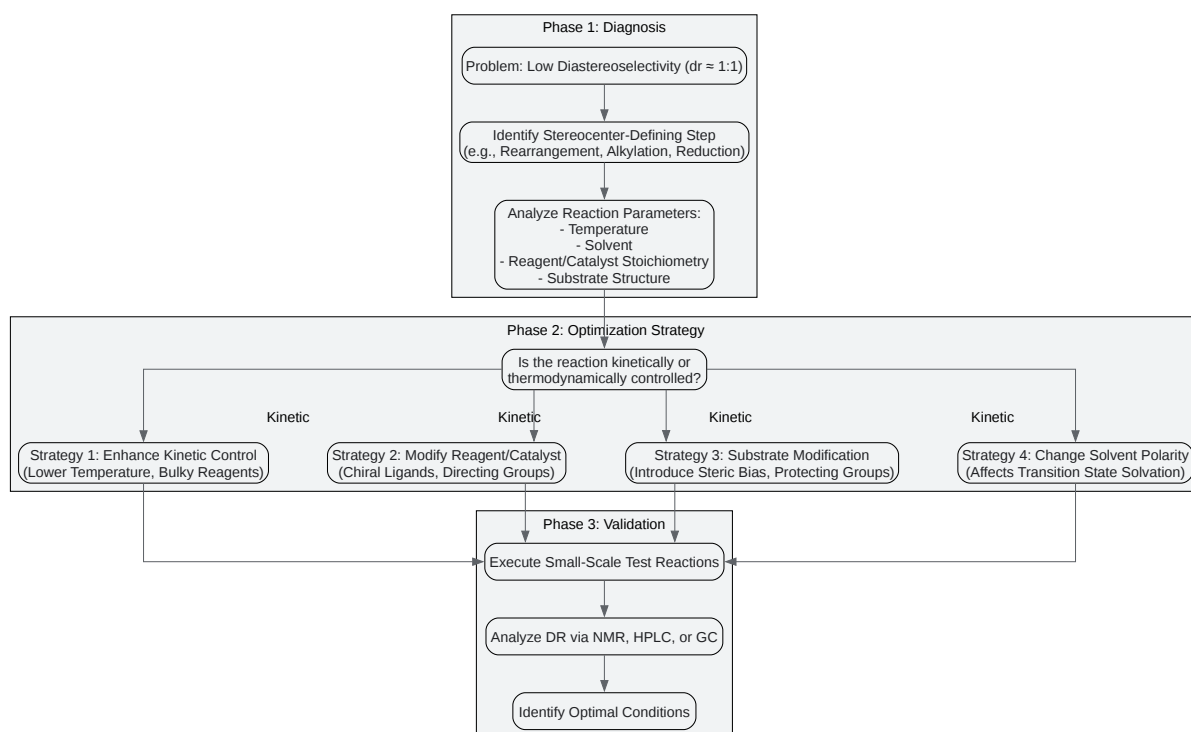 Phase 1: Diagnosis
Problem: Low Diastereoselectivity (dr ≈ 1:1)
Identify Stereocenter-Defining Step
(e.g., Rearrangement, Alkylation, Reduction)
Analyze Reaction Parameters:
- Temperature
- Solvent
- Reagent/Catalyst Stoichiometry
- Substrate Structure
Phase 2: Optimization Strategy
Is the reaction kinetically or
thermodynamically controlled?
Kinetic
Kinetic
Kinetic
Kinetic
Strategy 1: Enhance Kinetic Control
(Lower Temperature, Bulky Reagents)
Strategy 2: Modify Reagent/Catalyst
(Chiral Ligands, Directing Groups)
Strategy 3: Substrate Modification
(Introduce Steric Bias, Protecting Groups)
Strategy 4: Change Solvent Polarity
(Affects Transition State Solvation)
Phase 3: Validation
Execute Small-Scale Test Reactions
Analyze DR via NMR, HPLC, or GC
Identify Optimal Conditions